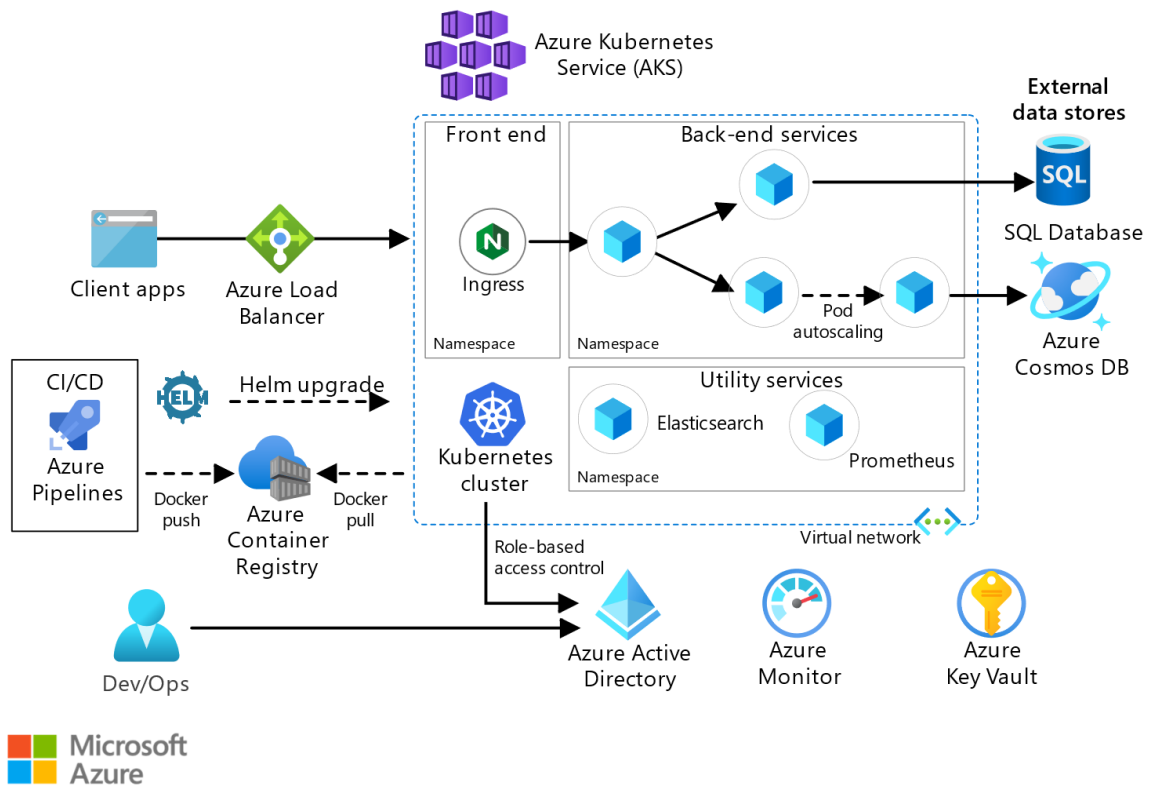 Azure Kubernetes
Service (AKS)
External
data stores
Front end
Back-end services
SQL
SQL Database
Client apps
Azure Load
Balancer
N
Ingress
Pod
autoscaling
Namespace
Namespace
Azure
Cosmos DB
CI/CD
Azure
Pipelines
HELM
Helm upgrade
Utility services
Elasticsearch
Prometheus
Namespace
Kubernetes
cluster
Docker
push
Docker
pull
Azure
Container
Registry
Virtual network
Role-based
access control
Dev/Ops
Azure Active
Directory
Azure
Monitor
Azure
Key Vault
Microsoft
Azure